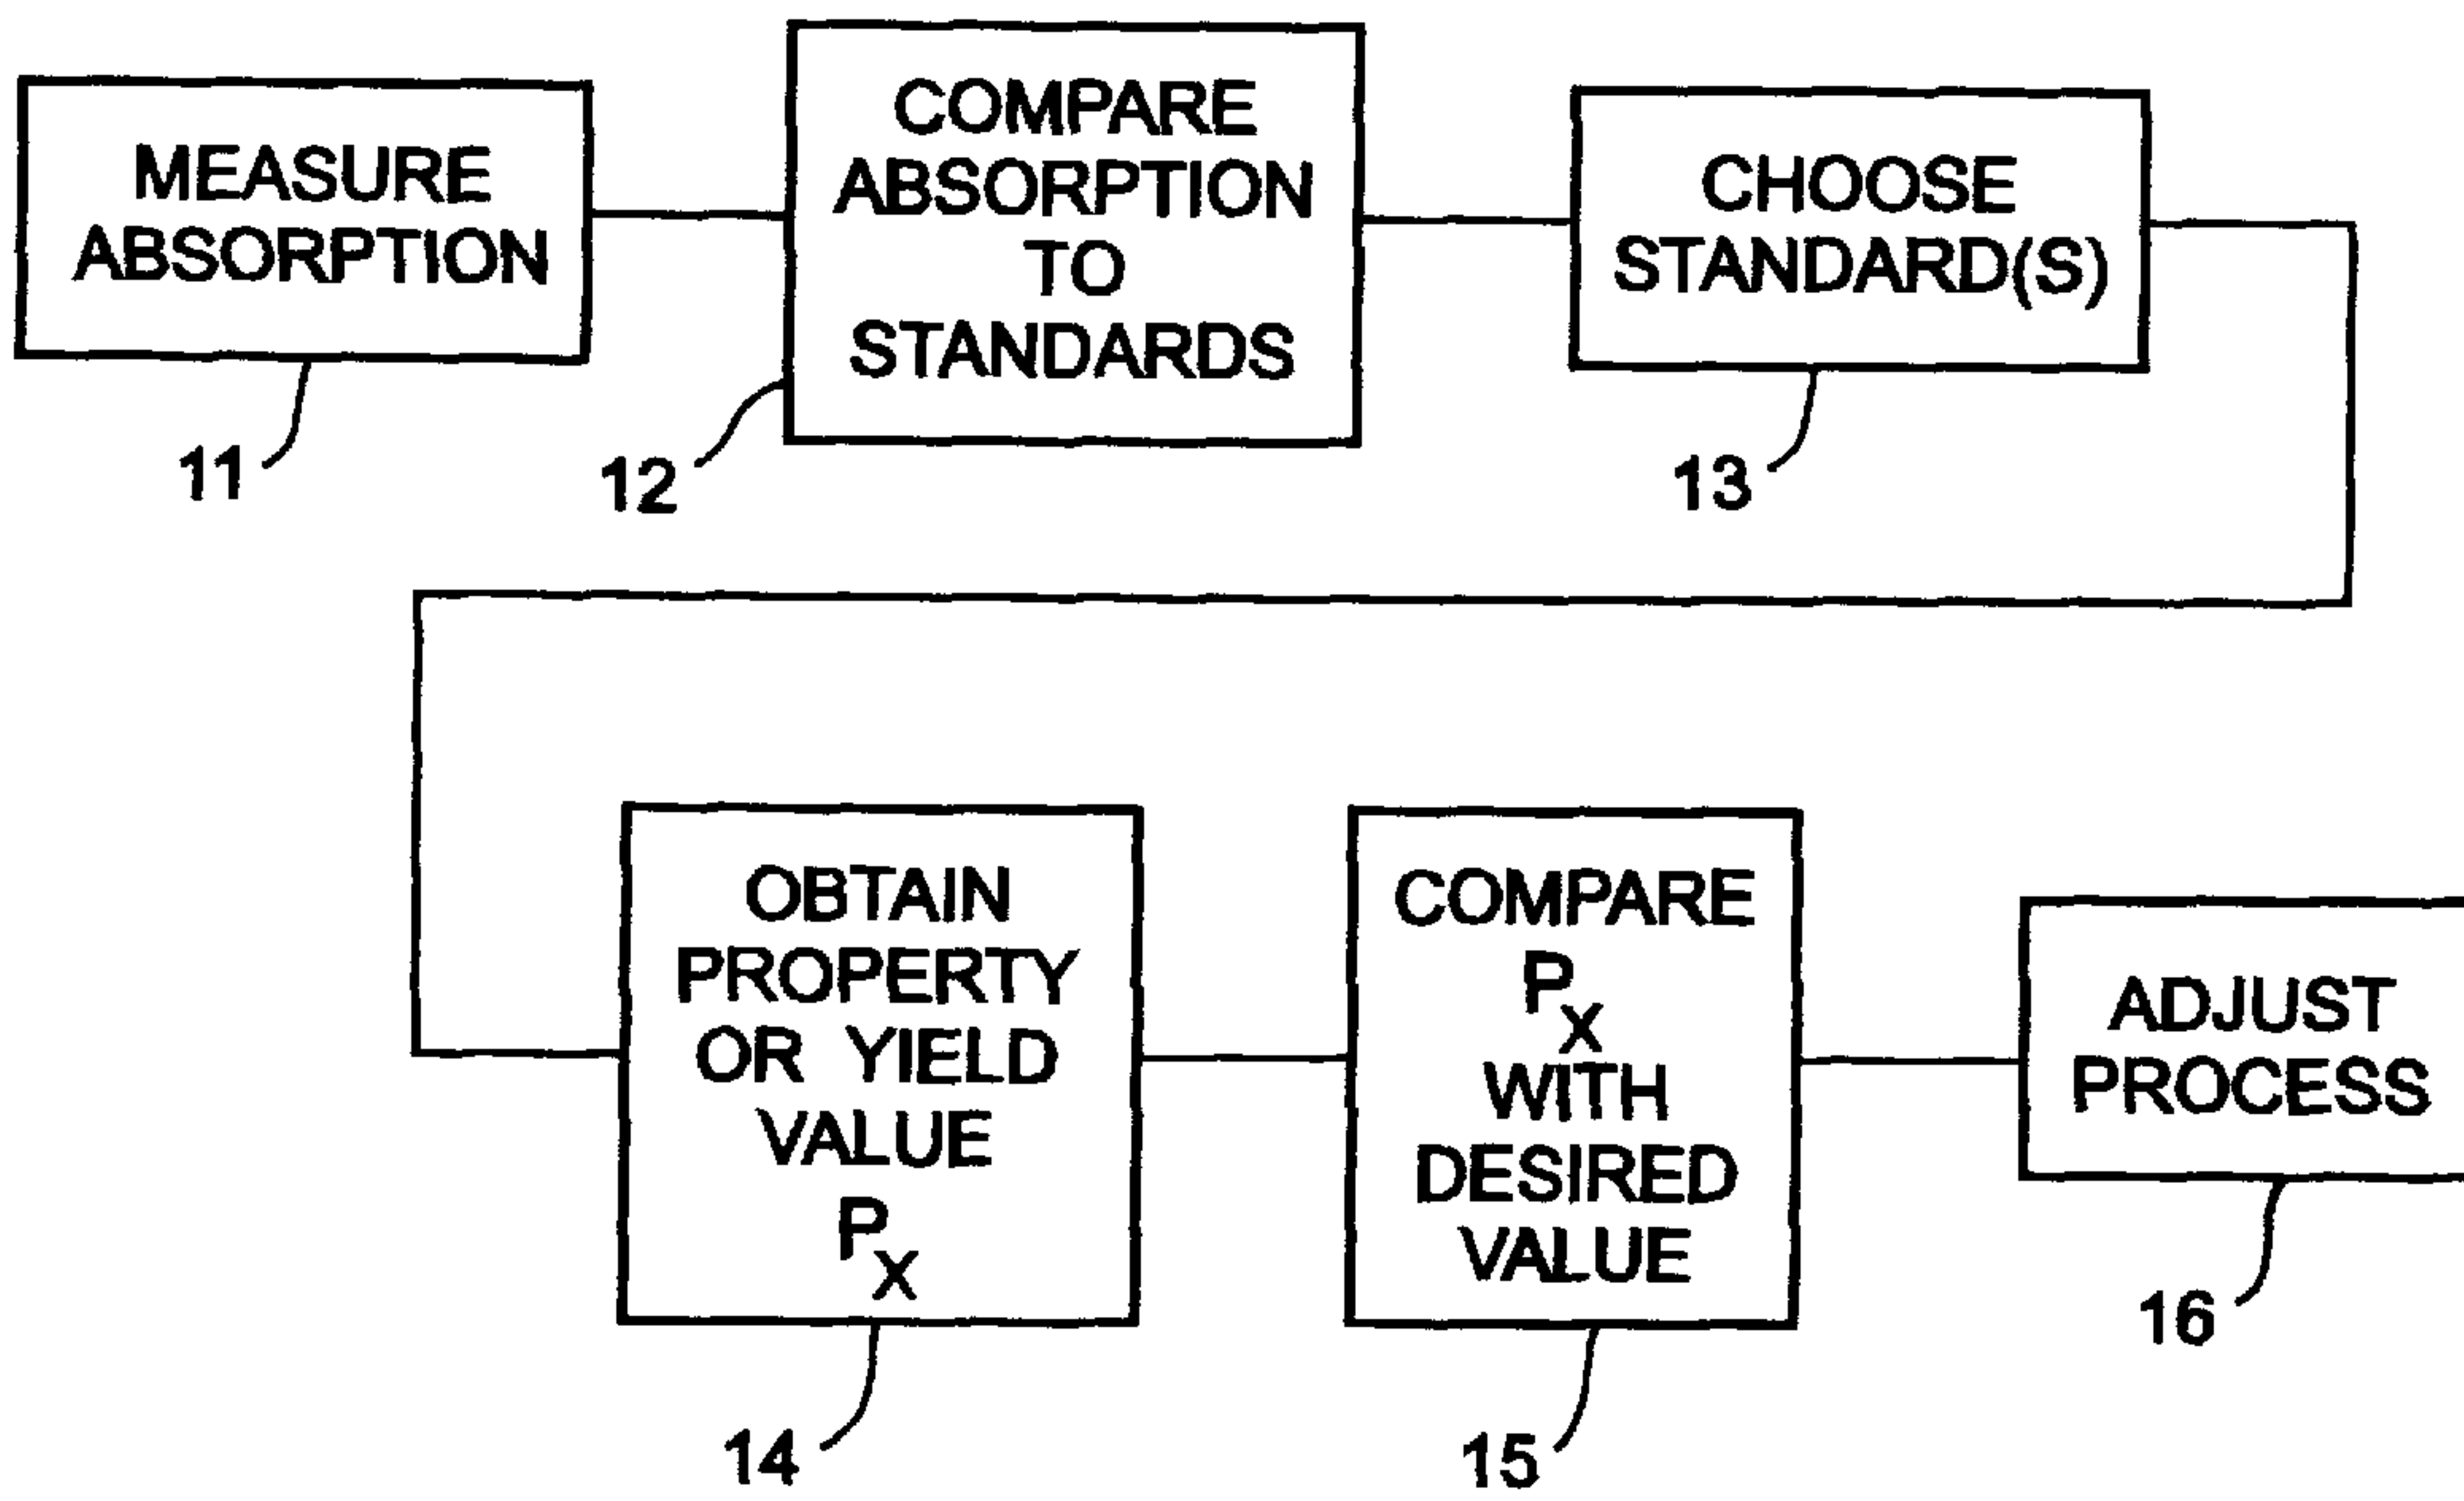 MEASURE
ABSORPTION
11
COMPARE
ABSORPTION
TO
STANDARDS
12
CHOOSE
STANDARD(S)
13
OBTAIN
PROPERTY
OR YIELD
VALUE
PX
14
COMPARE
PX
WITH
DESIRED
VALUE
15
ADJUST
PROCESS
16